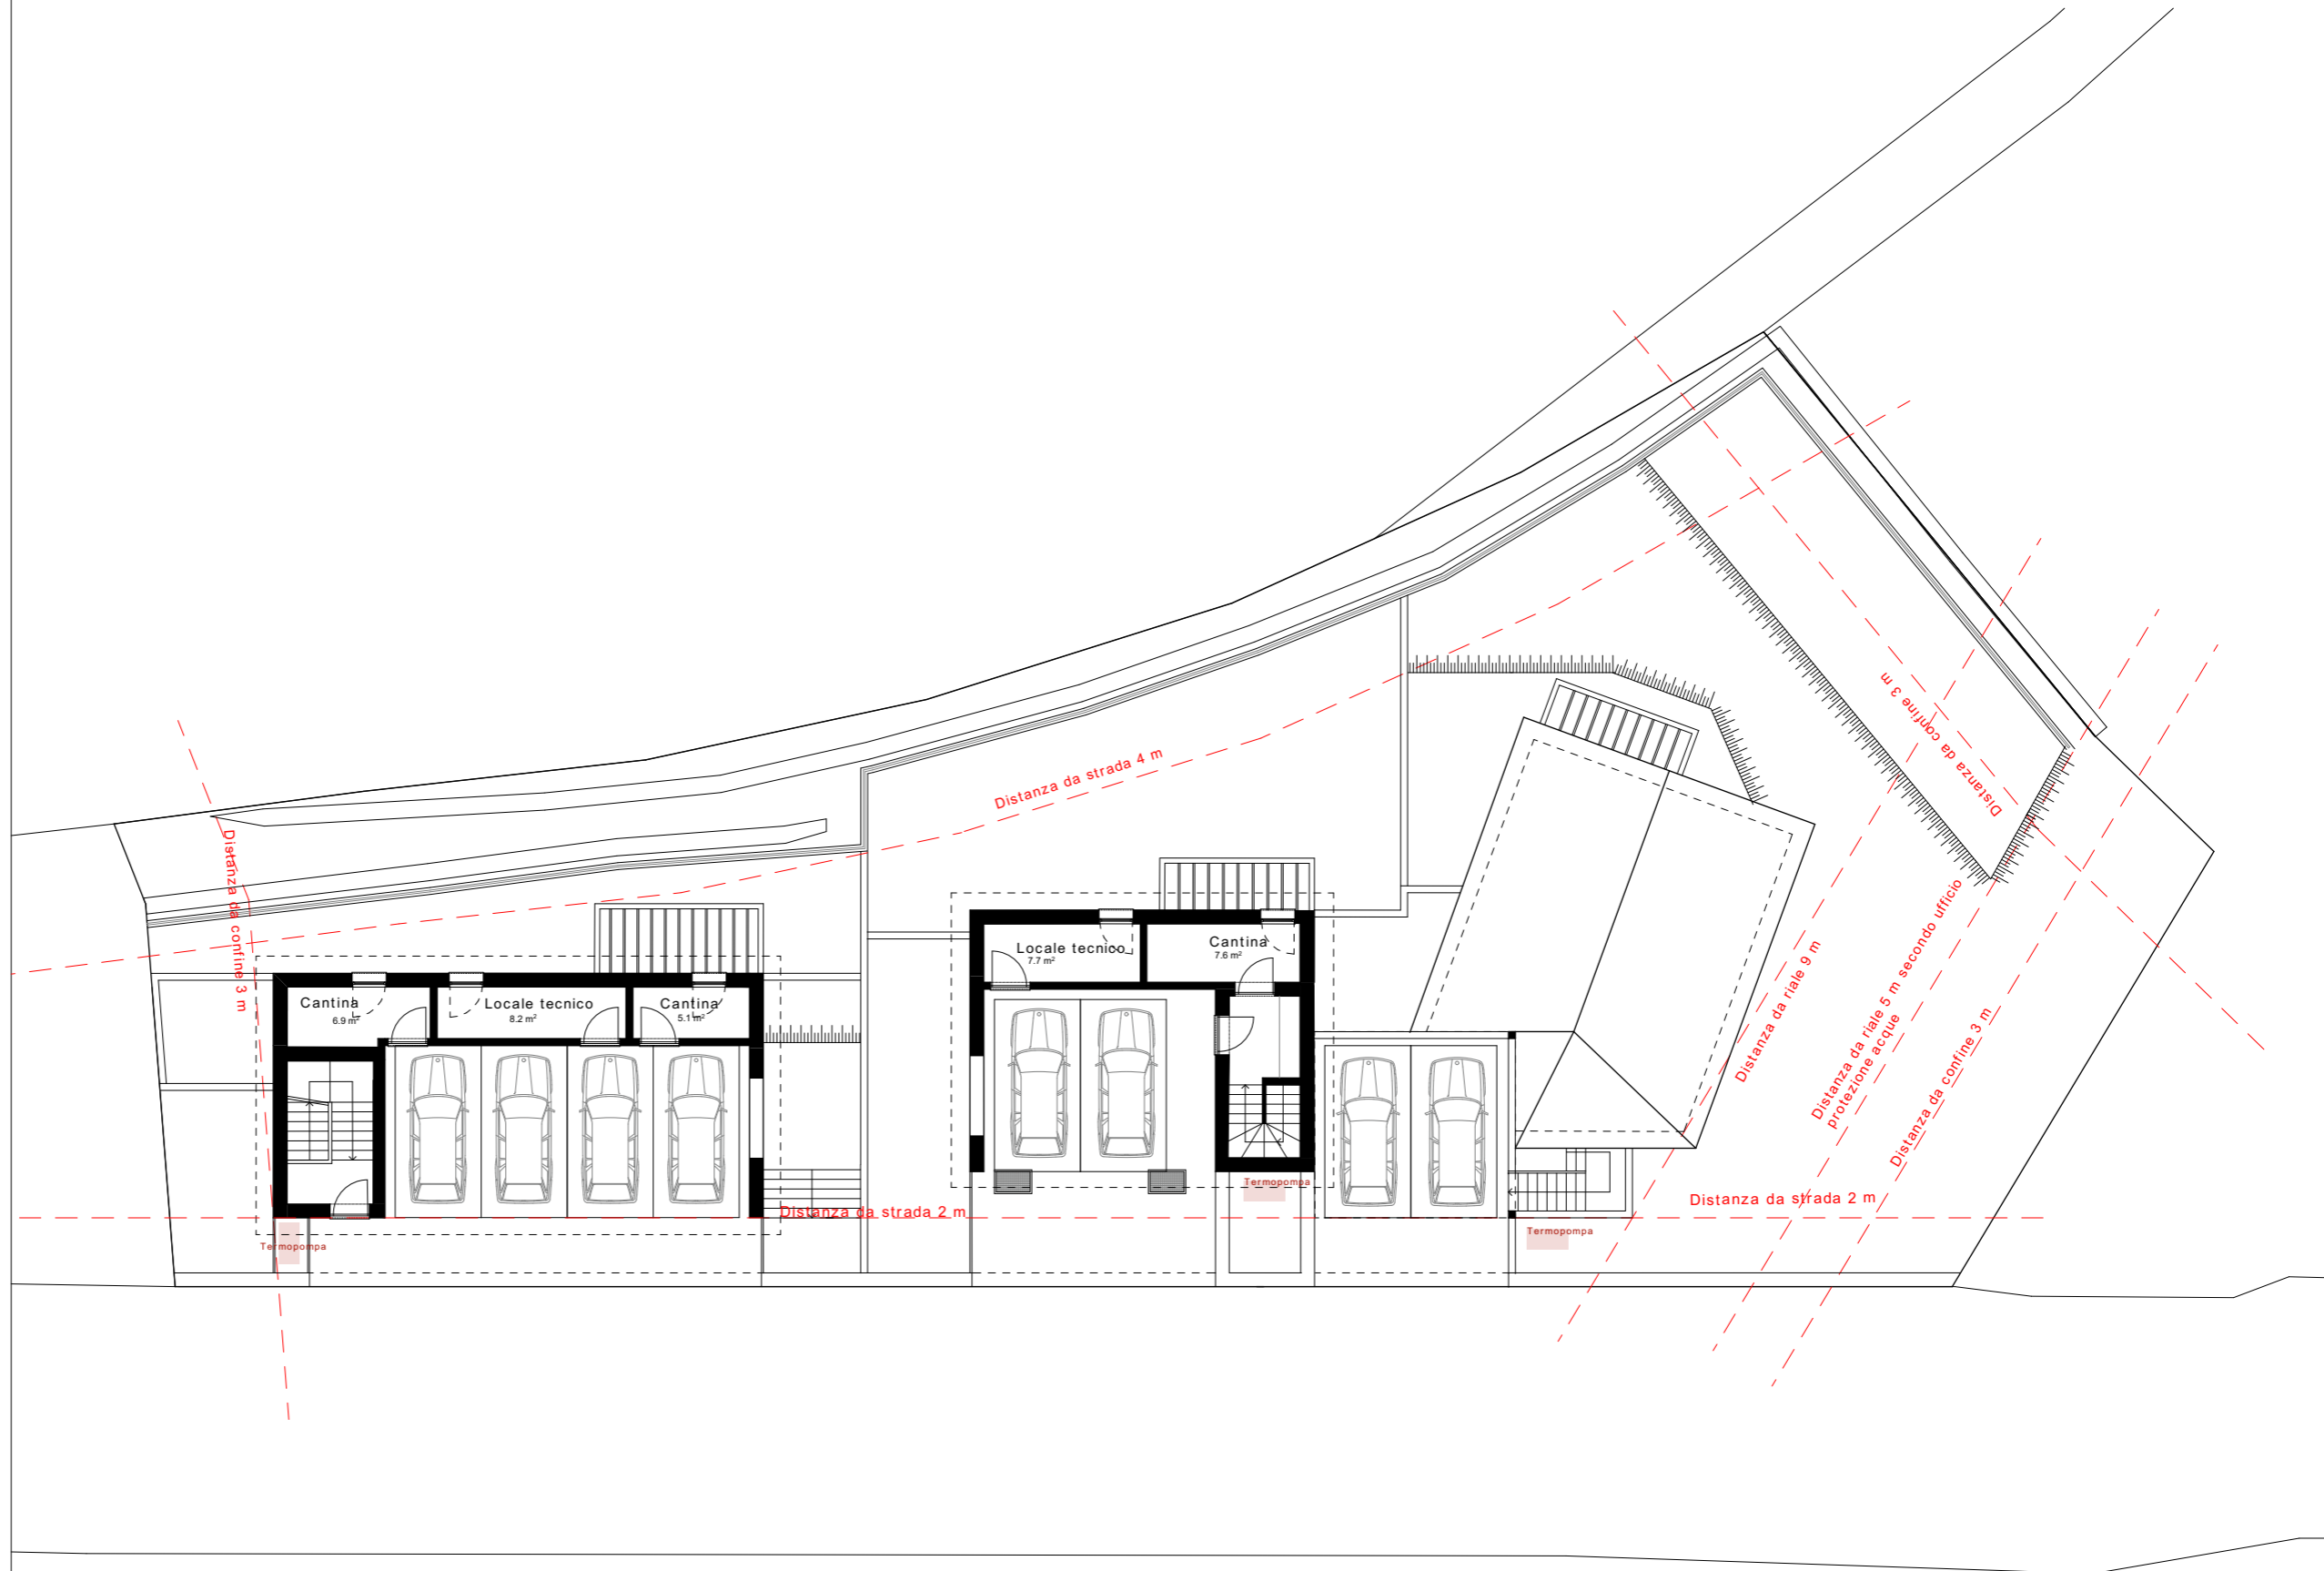 Distanza da confine 3 m
Distanza da strada 4 m
Distanza da confine 3 m
Cantina
6.9 m²
Locale tecnico
8.2 m²
Cantina
5.1 m²
Locale tecnico
7.7 m²
Cantina
7.6 m²
Distanza da riale 9 m
Distanza da riale 5 m secondo ufficio
protezione acque
Distanza da confine 3 m
Termopompa
Distanza da strada 2 m
Termopompa
Termopompa
Distanza da strada 2 m